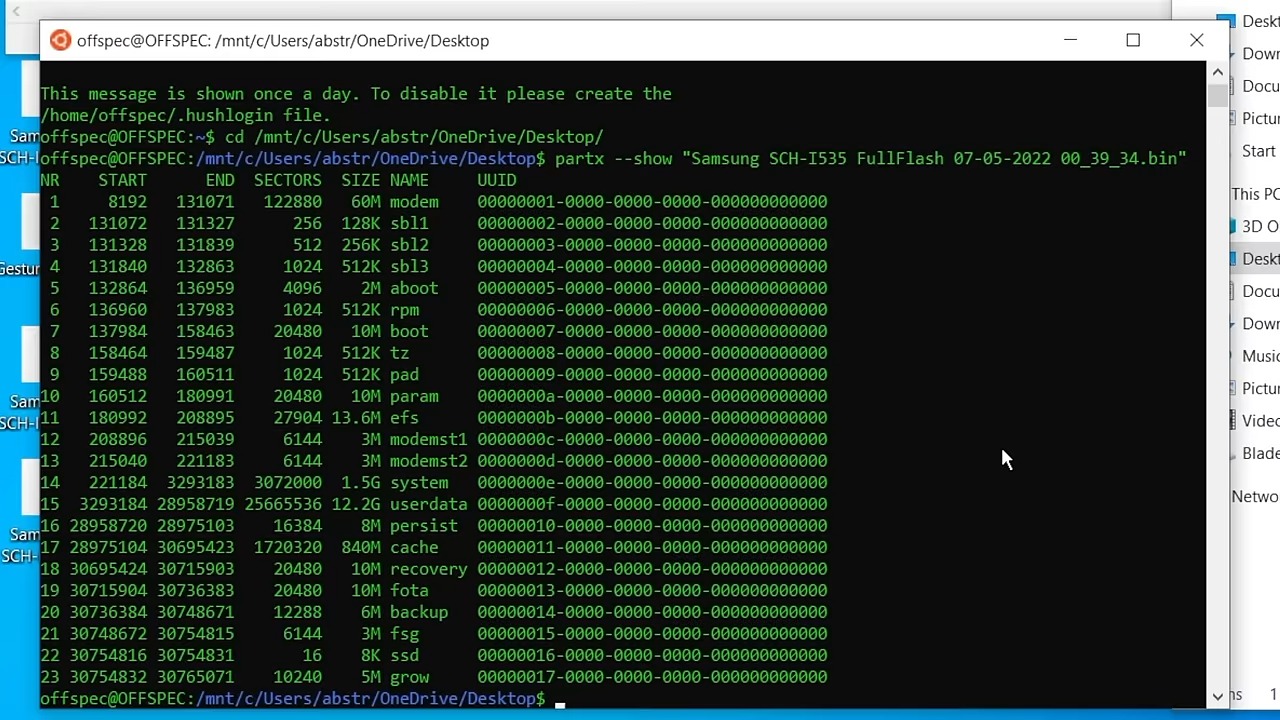 Deskt
offspec@OFFSPEC: /mnt/c/Users/abstr/OneDrive/Desktop
Down
This message is shown once a day. To disable it please create the
Docu
/home/offspec/.hushlogin file.
Pictur
offspec@OFFSPEC:~$ cd /mnt/c/Users/abstr/OneDrive/Desktop/
Sam
Start
SCH-I
offspec@OFFSPEC:/mnt/c/Users/abstr/OneDrive/Desktop$ partx --show "Samsung SCH-I535 FullFlash 07-05-2022 00_39_34.bin"
NR START END SECTORS SIZE NAME UUID
This PC
1 8192 131071 122880 60M modem 00000001-0000-0000-0000-000000000000
2 131072 131327 256 128K sbl1 00000002-0000-0000-0000-000000000000
3D O
3 131328 131839 512 256K sbl2 00000003-0000-0000-0000-000000000000
Gestur
4 131840 132863 1024 512K sbl3 00000004-0000-0000-0000-000000000000
Deskt
5 132864 136959 4096 2M aboot 00000005-0000-0000-0000-000000000000
Docu
6 136960 137983 1024 512K rpm 00000006-0000-0000-0000-000000000000
Down
7 137984 158463 20480 10M boot 00000007-0000-0000-0000-000000000000
8 158464 159487 1024 512K tz 00000008-0000-0000-0000-000000000000
Music
9 159488 160511 1024 512K pad 00000009-0000-0000-0000-000000000000
Pictur
10 160512 180991 20480 10M param 0000000a-0000-0000-0000-000000000000
Sam
SCH-I
11 180992 208895 27904 13.6M efs 0000000b-0000-0000-0000-000000000000
Video
12 208896 215039 6144 3M modemst1 0000000c-0000-0000-0000-000000000000
Blade
13 215040 221183 6144 3M modemst2 0000000d-0000-0000-0000-000000000000
14 221184 3293183 3072000 1.5G system 0000000e-0000-0000-0000-000000000000
Netwo
15 3293184 28958719 25665536 12.2G userdata 0000000f-0000-0000-0000-000000000000
16 28958720 28975103 16384 8M persist 00000010-0000-0000-0000-000000000000
Sam
17 28975104 30695423 1720320 840M cache 00000011-0000-0000-0000-000000000000
SCH-
18 30695424 30715903 20480 10M recovery 00000012-0000-0000-0000-000000000000
19 30715904 30736383 20480 10M fota 00000013-0000-0000-0000-000000000000
20 30736384 30748671 12288 6M backup 00000014-0000-0000-0000-000000000000
21 30748672 30754815 6144 3M fsg 00000015-0000-0000-0000-000000000000
22 30754816 30754831 16 8K ssd 00000016-0000-0000-0000-000000000000
23 30754832 30765071 10240 5M grow 00000017-0000-0000-0000-000000000000
offspec@OFFSPEC:/mnt/c/Users/abstr/OneDrive/Desktop$
ns 1